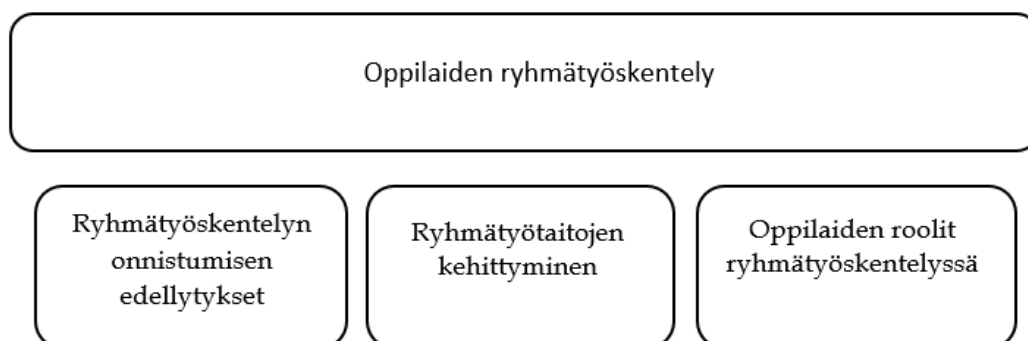 Oppilaiden ryhmätyöskentely
Ryhmätyöskentelyn
onnistumisen
edellytykset
Ryhmätyötaitojen
kehittyminen
Oppilaiden roolit
ryhmätyöskentelyssä